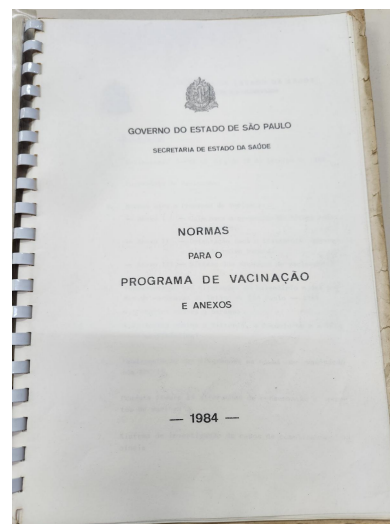 GOVERNO DO ESTADO DE SÃO PAULO
SECRETARIA DE ESTADO DA SAÚDE
NORMAS
PARA O
PROGRAMA DE VACINAÇÃO
E ANEXOS
— 1984 —